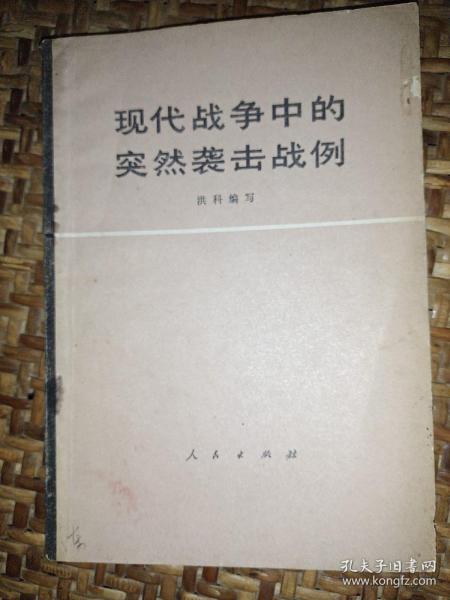 现代战争中的
突然袭击战例
洪科编写
人民出版社
孔夫子旧书网
www.kongfz.com